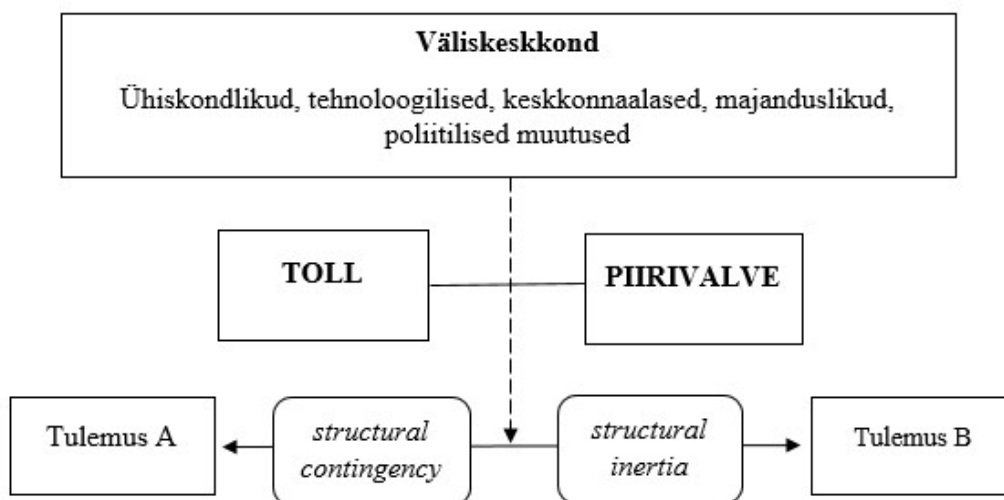 Väliskeskkond
Ühiskondlikud, tehnoloogilised, keskkonnaalased, majanduslikud,
poliitilised muutused
TOLL
PIIRIVALVE
Tulemus A
structural
contingency
structural
inertia
Tulemus B